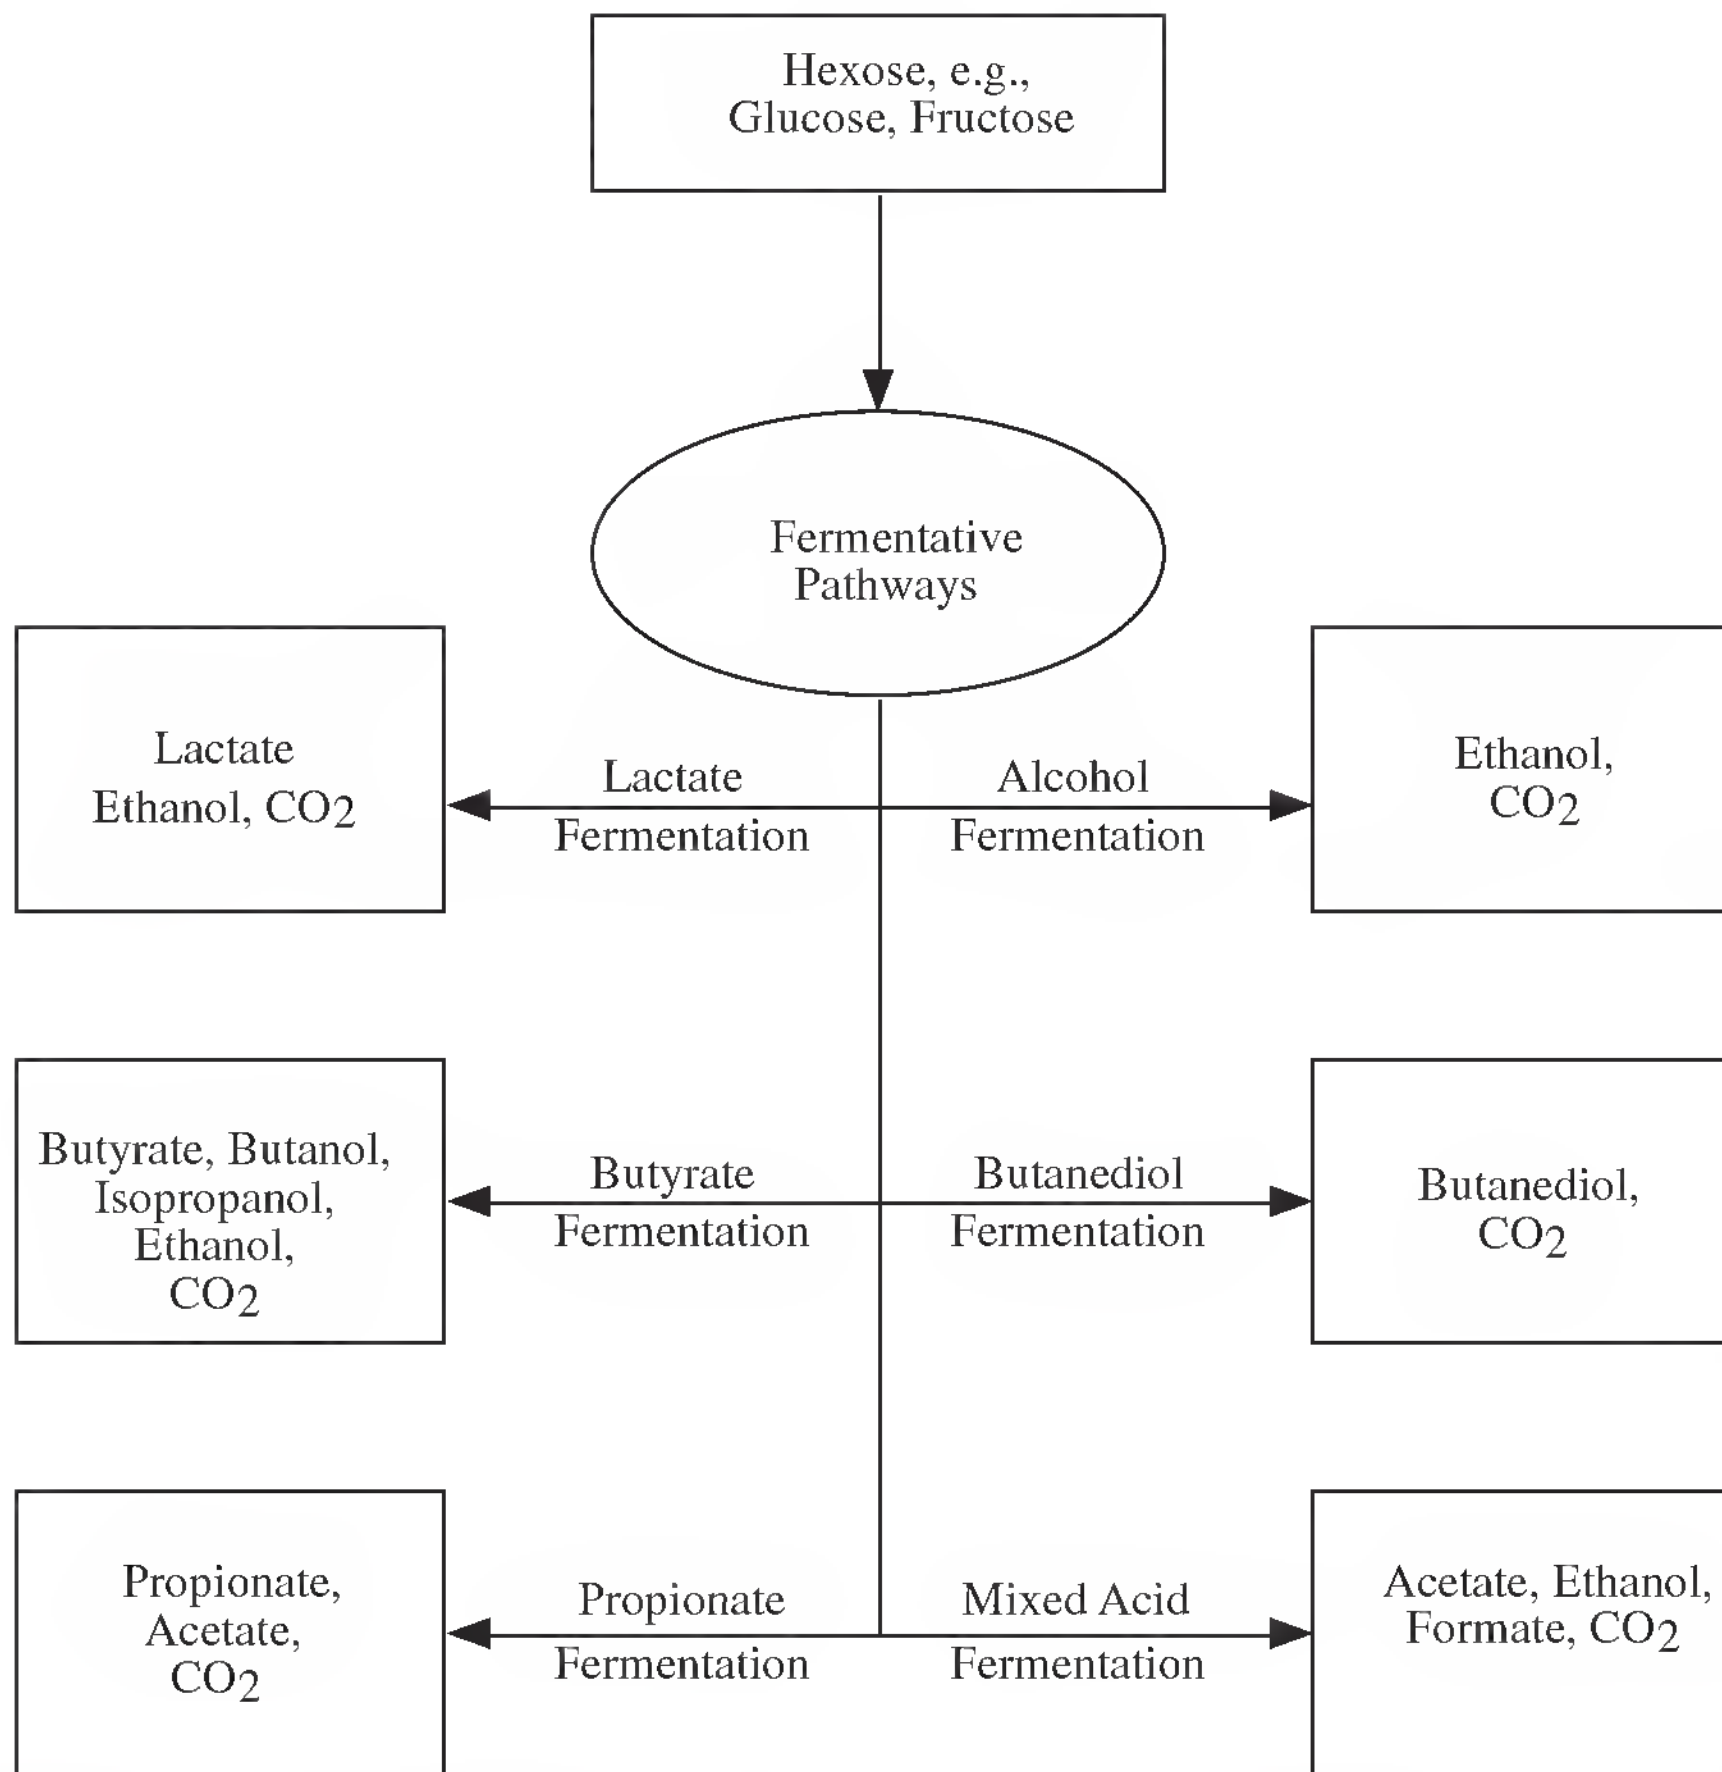 Hexose, e.g.,
Glucose, Fructose
Fermentative
Pathways
Lactate
Ethanol, CO2
Lactate
Fermentation
Alcohol
Fermentation
Ethanol,
CO2
Butyrate, Butanol,
Isopropanol,
Ethanol,
CO2
Butyrate
Fermentation
Butanediol
Fermentation
Butanediol,
CO2
Propionate,
Acetate,
CO2
Propionate
Fermentation
Mixed Acid
Fermentation
Acetate, Ethanol,
Formate, CO2